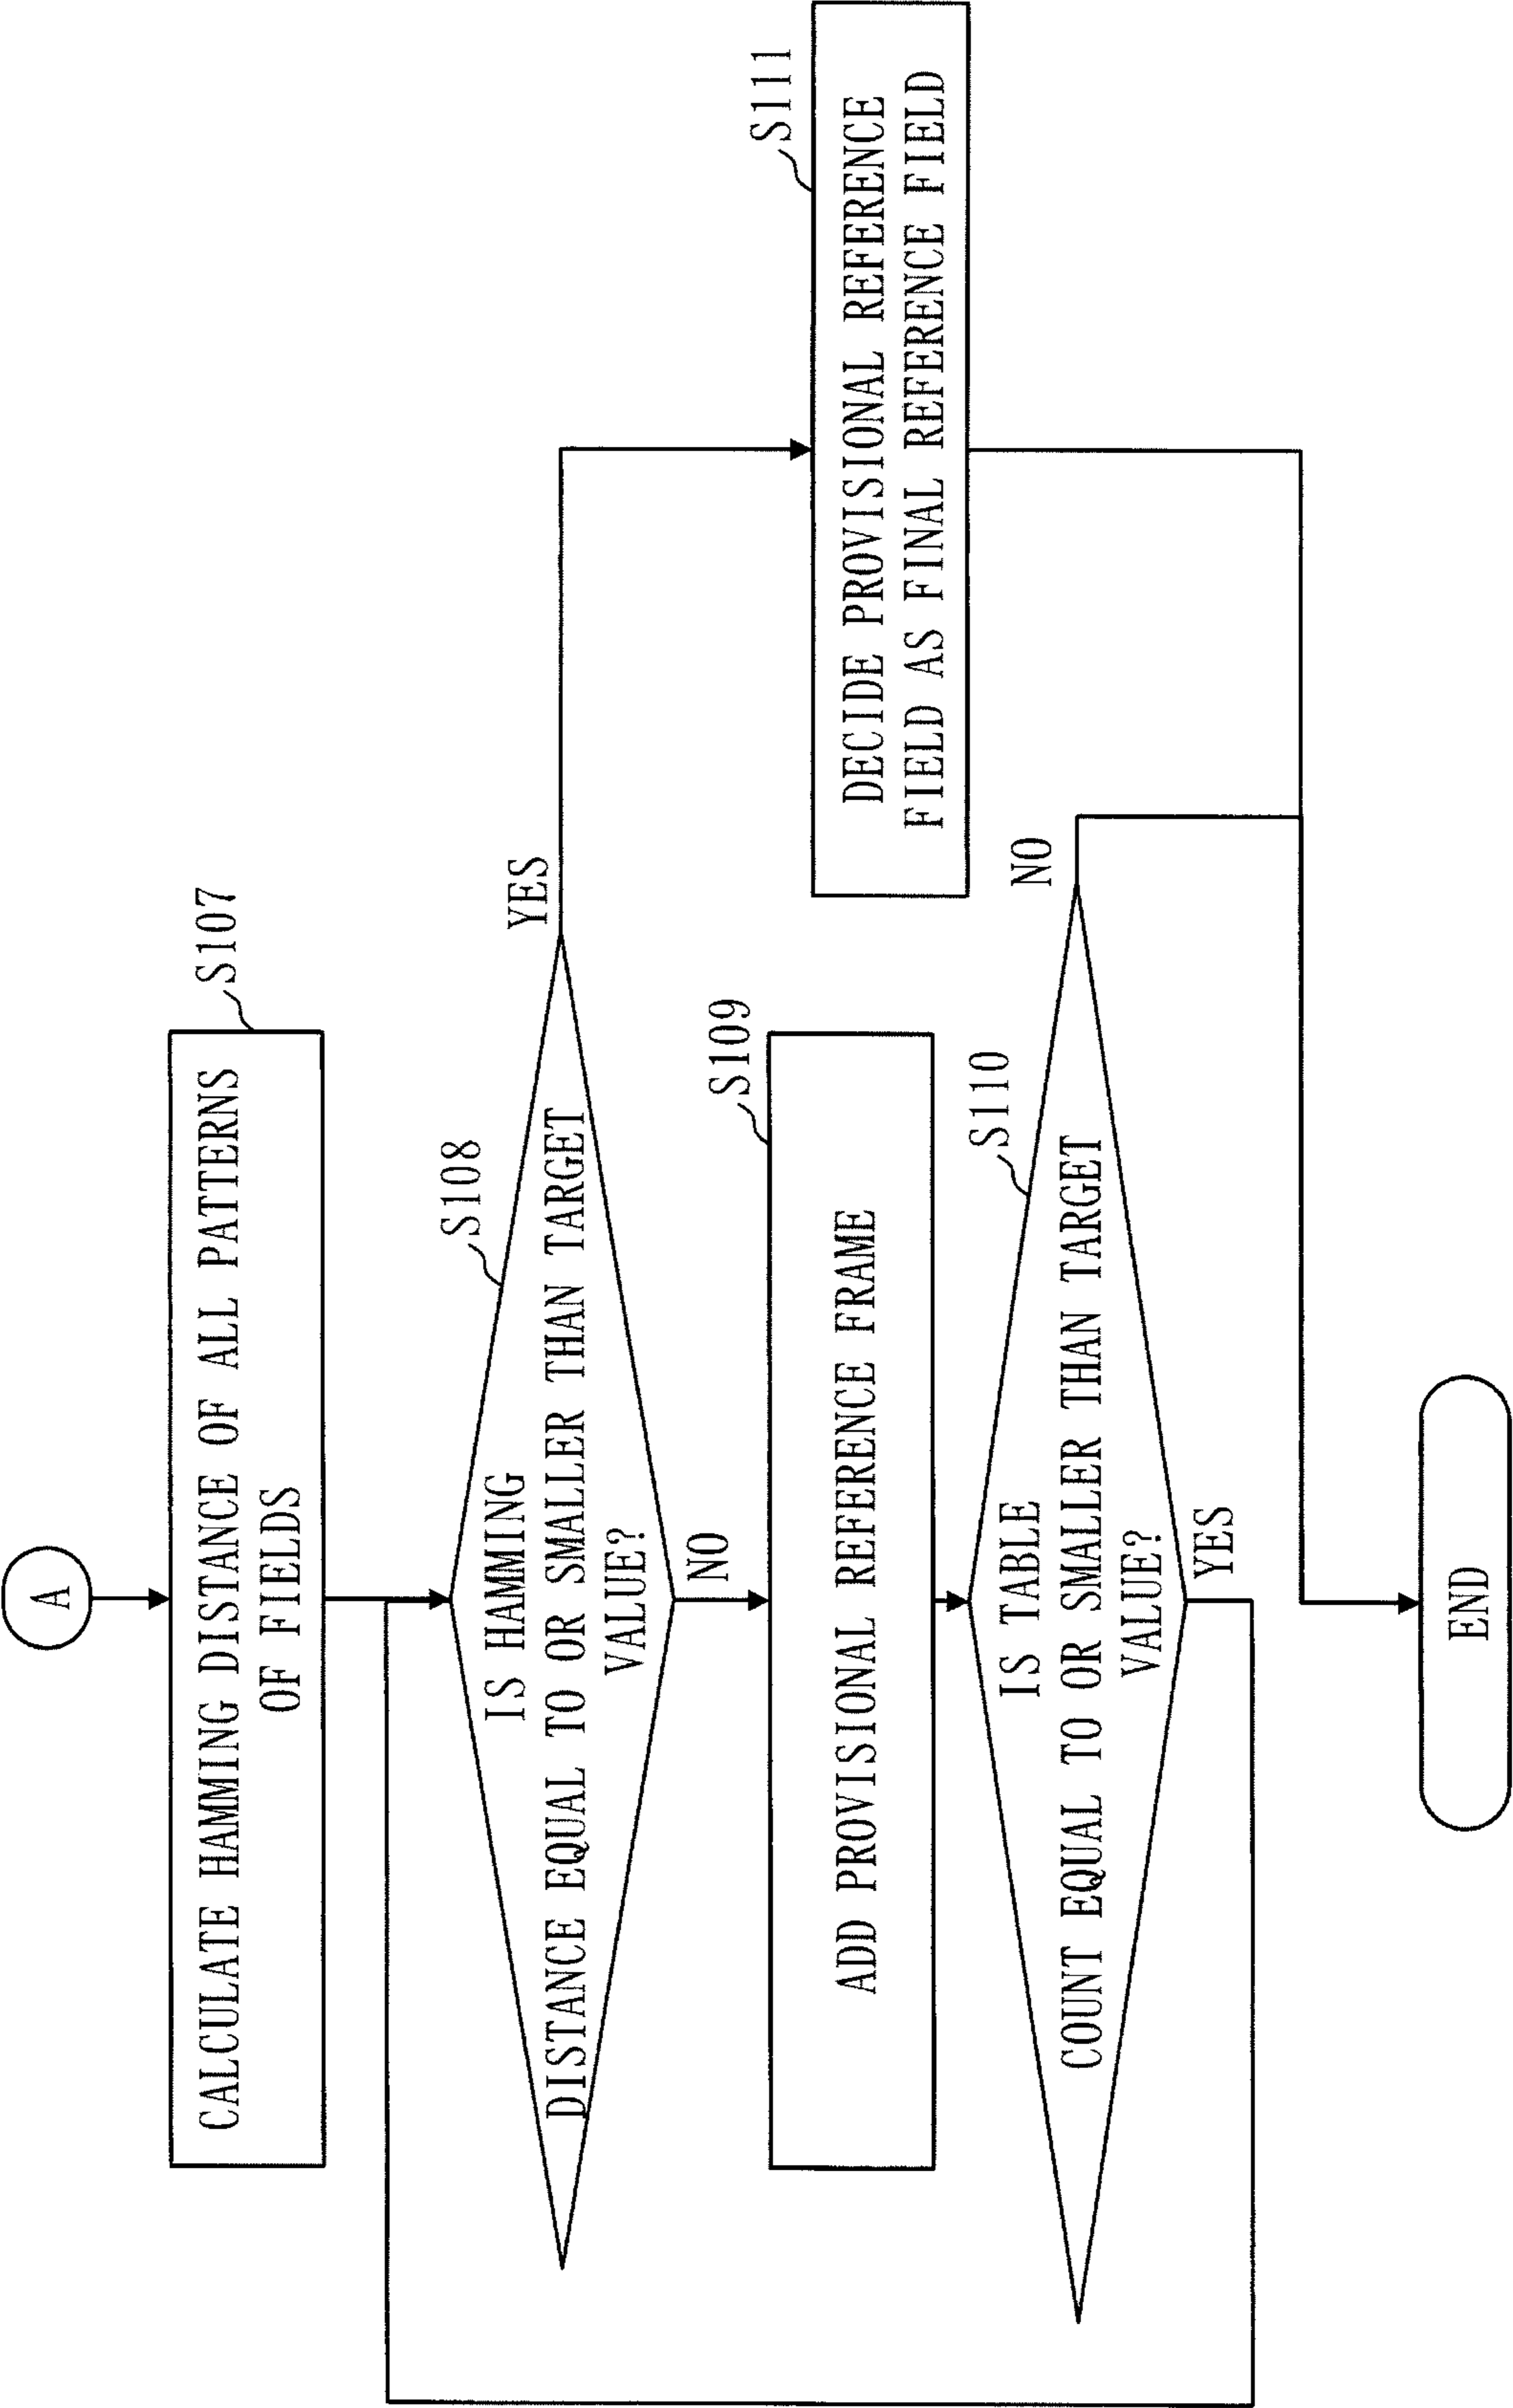 A
S107
CALCULATE HAMMING DISTANCE OF ALL PATTERNS
OF FIELDS
S108
IS HAMMING
DISTANCE EQUAL TO OR SMALLER THAN TARGET
VALUE?
YES
NO
S109
ADD PROVISIONAL REFERENCE FRAME
S111
DECIDE PROVISIONAL REFERENCE
FIELD AS FINAL REFERENCE FIELD
S110
IS TABLE
COUNT EQUAL TO OR SMALLER THAN TARGET
VALUE?
NO
YES
END